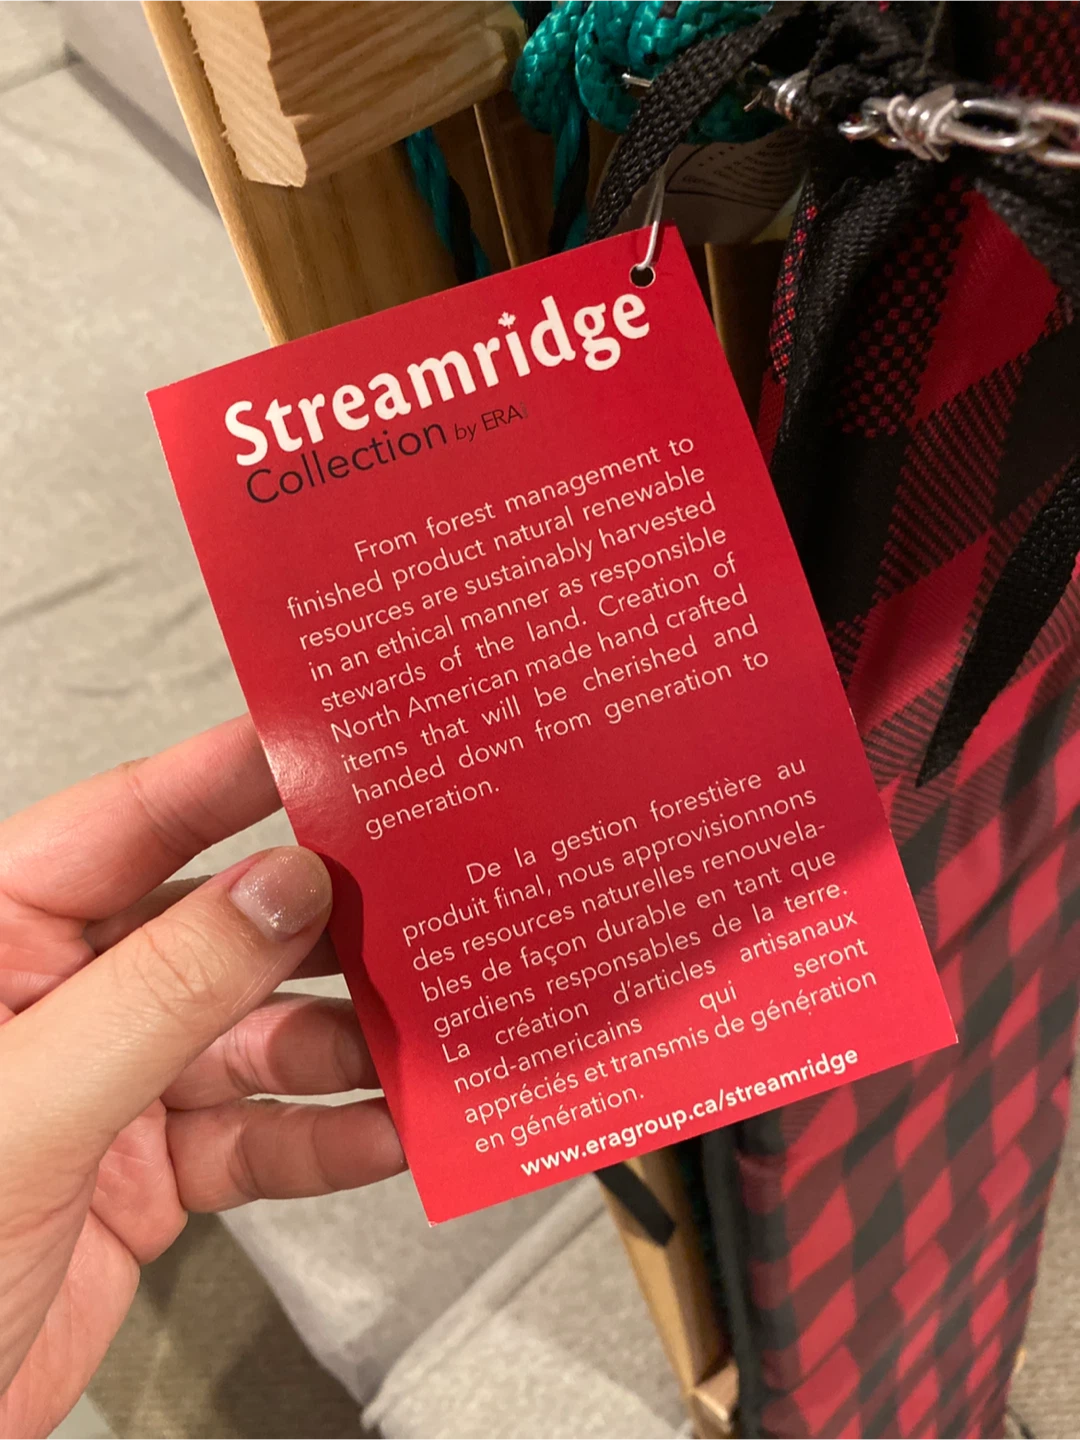 Streamridge
Collection by ERA
From forest management to
finished product natural renewable
resources are sustainably harvested
in an ethical manner as responsible
stewards of the land. Creation of
North American made hand crafted
items that will be cherished and
handed down from generation to
generation.
De la gestion forestière au
produit final, nous approvisionnons
des resources naturelles renouvela-
bles de façon durable en tant que
gardiens responsables de la terre.
La création d'articles artisanaux
nord-americains qui seront
appréciés et transmis de génération
en génération.
www.eragroup.ca/streamridge